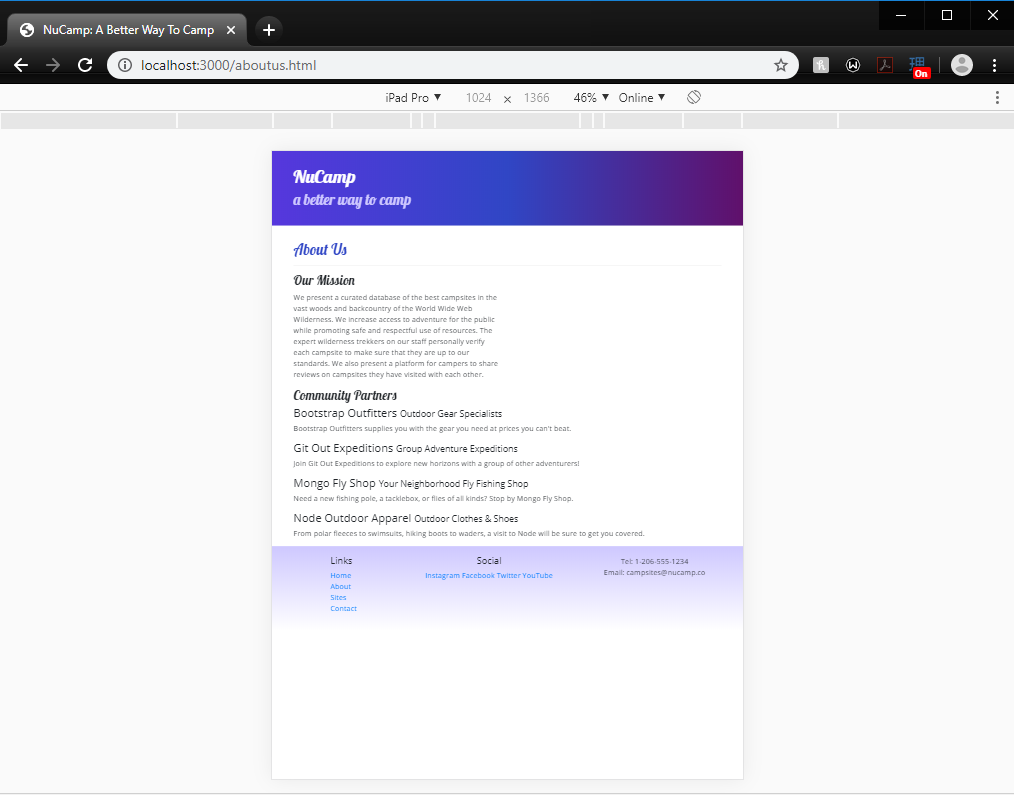 NuCamp: A Better Way To Camp
localhost:3000/aboutus.html
On
iPad Pro ▼ 1024 × 1366 46% ▼ Online ▼
NuCamp
a better way to camp
About Us
Our Mission
We present a curated database of the best campsites in the
vast woods and backcountry of the World Wide Web
Wilderness. We increase access to adventure for the public
while promoting safe and respectful use of resources. The
expert wilderness trekkers on our staff personally verify
each campsite to make sure that they are up to our
standards. We also present a platform for campers to share
reviews on campsites they have visited with each other.
Community Partners
Bootstrap Outfitters Outdoor Gear Specialists
Bootstrap Outfitters supplies you with the gear you need at prices you can't beat.
Git Out Expeditions Group Adventure Expeditions
Join Git Out Expeditions to explore new horizons with a group of other adventurers!
Mongo Fly Shop Your Neighborhood Fly Fishing Shop
Need a new fishing pole, a tacklebox, or flies of all kinds? Stop by Mongo Fly Shop.
Node Outdoor Apparel Outdoor Clothes & Shoes
From polar fleeces to swimsuits, hiking boots to waders, a visit to Node will be sure to get you covered.
Links
Home
About
Sites
Contact
Social
Instagram Facebook Twitter YouTube
Tel: 1-206-555-1234
Email: campsites@nucamp.co